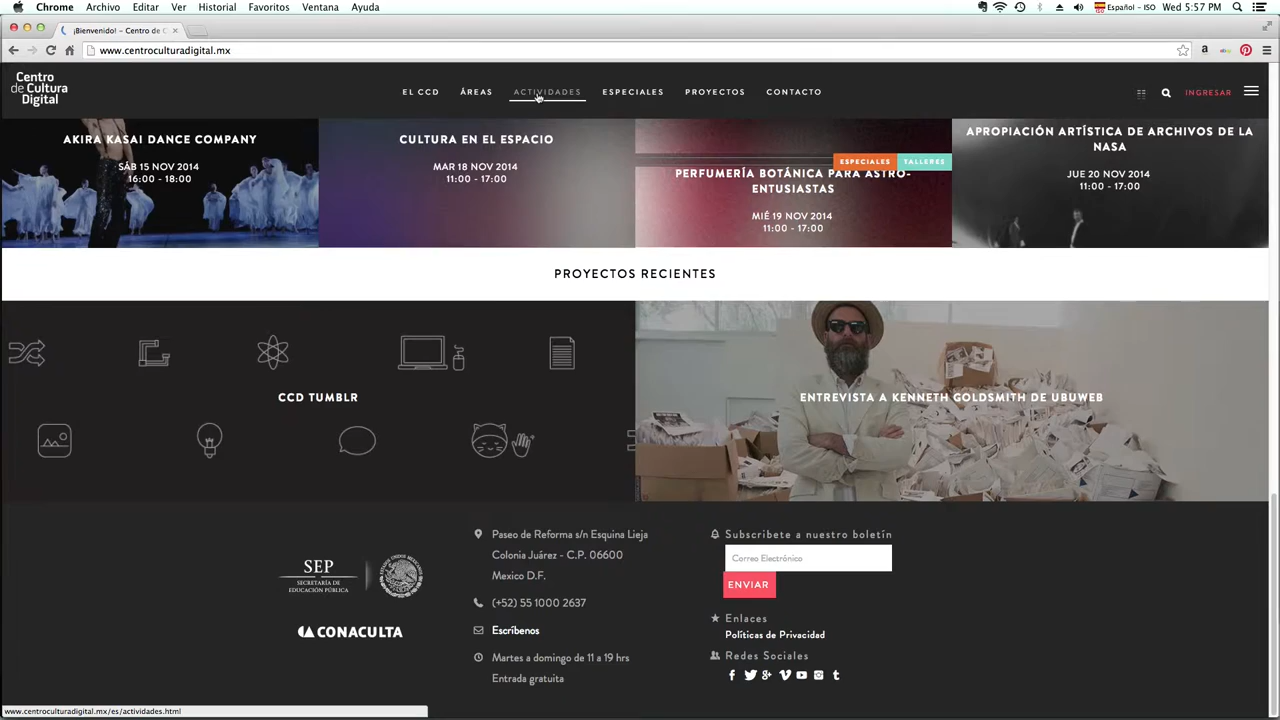 Chrome Archivo Editar Ver Historial Favoritos Ventana Ayuda Español – ISO Wed 5:57 PM
¡Bienvenido! – Centro de C
www.centroculturadigital.mx
Centro
de Cultura
Digital
EL CCD ÁREAS ACTIVIDADES ESPECIALES PROYECTOS CONTACTO INGRESAR
AKIRA KASAI DANCE COMPANY
SÁB 15 NOV 2014
16:00 - 18:00
CULTURA EN EL ESPACIO
MAR 18 NOV 2014
11:00 - 17:00
ESPECIALES TALLERES
PERFUMERÍA BOTÁNICA PARA ASTRO-
ENTUSIASTAS
MIÉ 19 NOV 2014
11:00 - 17:00
APROPIACIÓN ARTÍSTICA DE ARCHIVOS DE LA
NASA
JUE 20 NOV 2014
11:00 - 17:00
PROYECTOS RECIENTES
CCD TUMBLR
ENTREVISTA A KENNETH GOLDSMITH DE UBUWEB
SEP
SECRETARÍA DE
EDUCACIÓN PÚBLICA
CONACULTA
Paseo de Reforma s/n Esquina Lieja
Colonia Juárez - C.P. 06600
Mexico D.F.
(+52) 55 1000 2637
Escríbenos
Martes a domingo de 11 a 19 hrs
Entrada gratuita
Subscribete a nuestro boletín
Correo Electrónico
ENVIAR
Enlaces
Políticas de Privacidad
Redes Sociales
www.centroculturadigital.mx/es/actividades.html